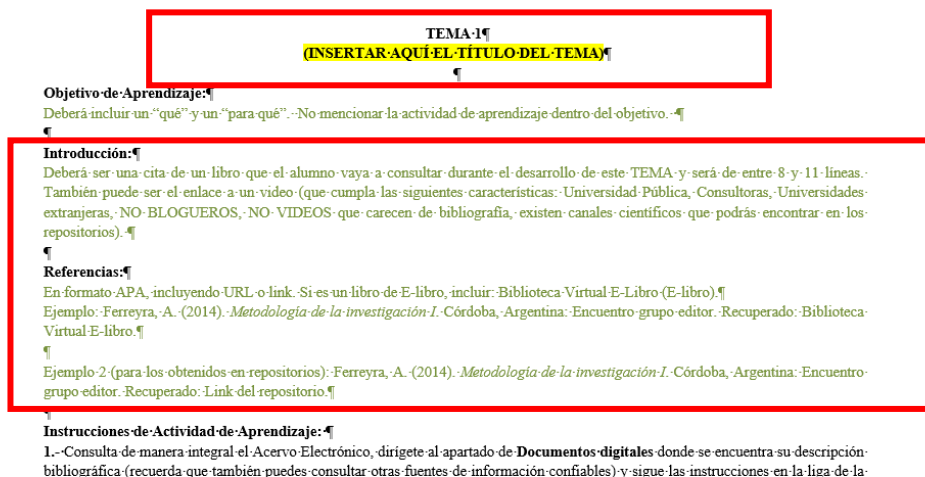 TEMA 1¶
(INSERTAR AQUÍ EL TÍTULO DEL TEMA)¶
¶
Objetivo de Aprendizaje:¶
Deberá incluir un “qué” y un “para qué”. No mencionar la actividad de aprendizaje dentro del objetivo. ¶
¶
Introducción:¶
Deberá ser una cita de un libro que el alumno vaya a consultar durante el desarrollo de este TEMA y será de entre 8 y 11 líneas.
También puede ser el enlace a un video (que cumpla las siguientes características: Universidad Pública, Consultoras, Universidades
extranjeras, NO BLOGUEROS, NO VIDEOS que carecen de bibliografía, existen canales científicos que podrás encontrar en los
repositorios). ¶
¶
Referencias:¶
En formato APA, incluyendo URL o link. Si es un libro de E-libro, incluir: Biblioteca Virtual E-Libro (E-libro).¶
Ejemplo: Ferreyra, A. (2014). Metodología de la investigación I. Córdoba, Argentina: Encuentro grupo editor. Recuperado: Biblioteca
Virtual E-libro.¶
¶
Ejemplo 2 (para los obtenidos en repositorios): Ferreyra, A. (2014). Metodología de la investigación I. Córdoba, Argentina: Encuentro
grupo editor. Recuperado: Link del repositorio.¶
¶
Instrucciones de Actividad de Aprendizaje: ¶
1.- Consulta de manera integral el Acervo Electrónico, dirígete al apartado de Documentos digitales donde se encuentra su descripción
bibliográfica (recuerda que también puedes consultar otras fuentes de información confiables) y sigue las instrucciones en la liga de la